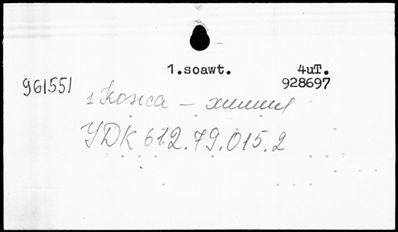 1.soawt. 4uT.
961551 928697
1 Кожа – химия
УДК 612.79.015.2